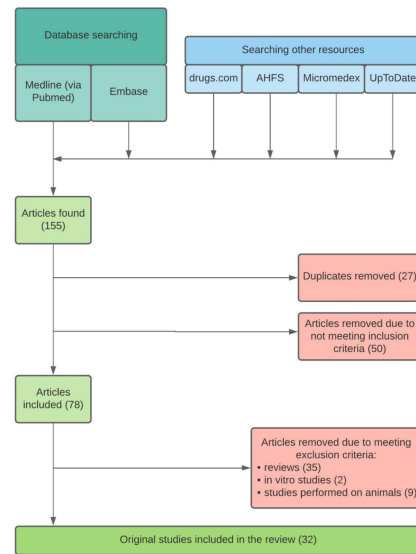 Database searching
Searching other resources
Medline (via
Pubmed)
Embase
drugs.com
AHFS
Micromedex
UpToDate
Articles found
(155)
Duplicates removed (27)
Articles removed due to
not meeting inclusion
criteria (50)
Articles
included (78)
Articles removed due to meeting
exclusion criteria:
• reviews (35)
• in vitro studies (2)
• studies performed on animals (9)
Original studies included in the review (32)